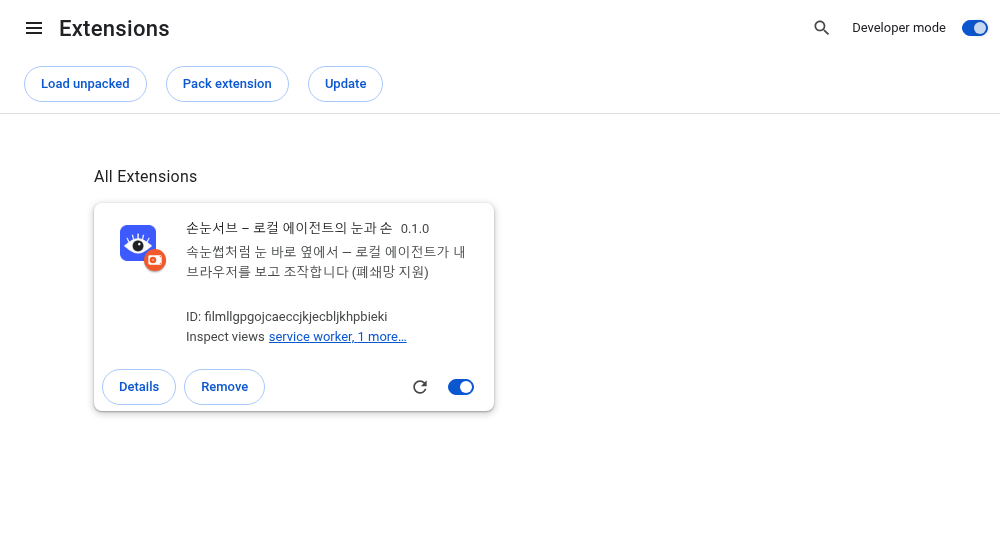 Extensions
Developer mode
Load unpacked
Pack extension
Update
All Extensions
손눈서브 – 로컬 에이전트의 눈과 손 0.1.0
속눈썹처럼 눈 바로 옆에서 — 로컬 에이전트가 내
브라우저를 보고 조작합니다 (폐쇄망 지원)
ID: filmllgpgojcaeccjkjecbljkhpbieki
Inspect views service worker, 1 more…
Details
Remove